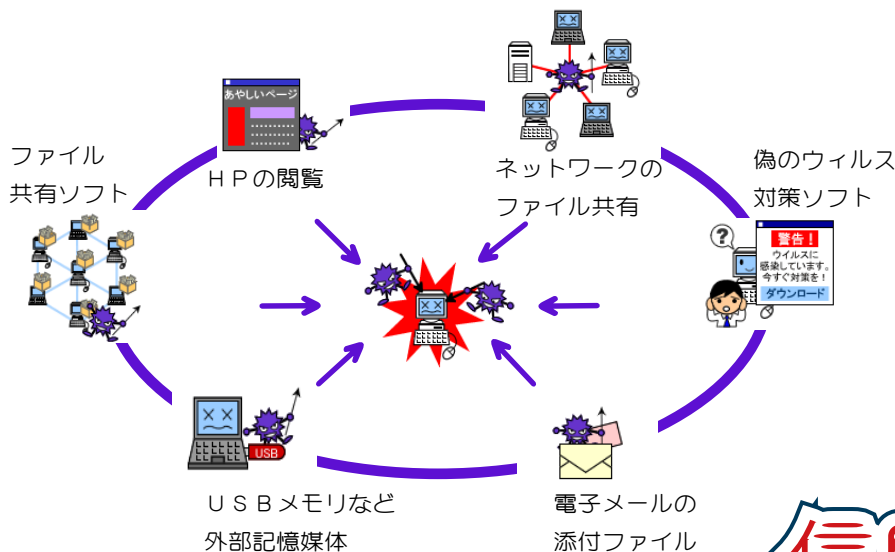 あやしいページ
ファイル
共有ソフト
ＨＰの閲覧
ネットワークの
ファイル共有
偽のウィルス
対策ソフト
?
警告！
ウイルスに
感染しています。
今すぐ対策を！
ダウンロード
USB
ＵＳＢメモリなど
外部記憶媒体
電子メールの
添付ファイル
信